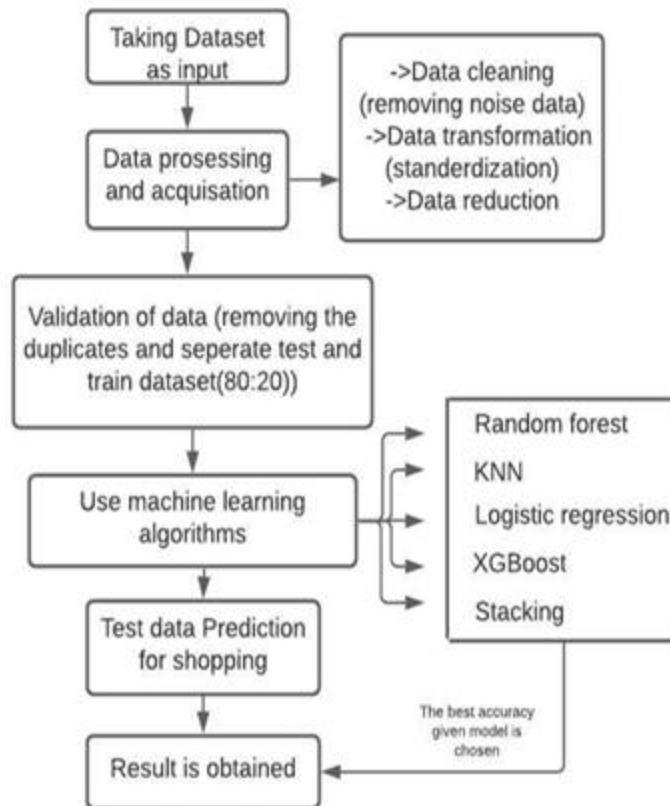 Taking Dataset
as input
->Data cleaning
(removing noise data)
->Data transformation
(standerdization)
->Data reduction
Data prosessing
and acquisation
Validation of data (removing the
duplicates and seperate test and
train dataset(80:20))
Use machine learning
algorithms
Random forest
KNN
Logistic regression
XGBoost
Stacking
Test data Prediction
for shopping
The best accuracy
given model is
chosen
Result is obtained